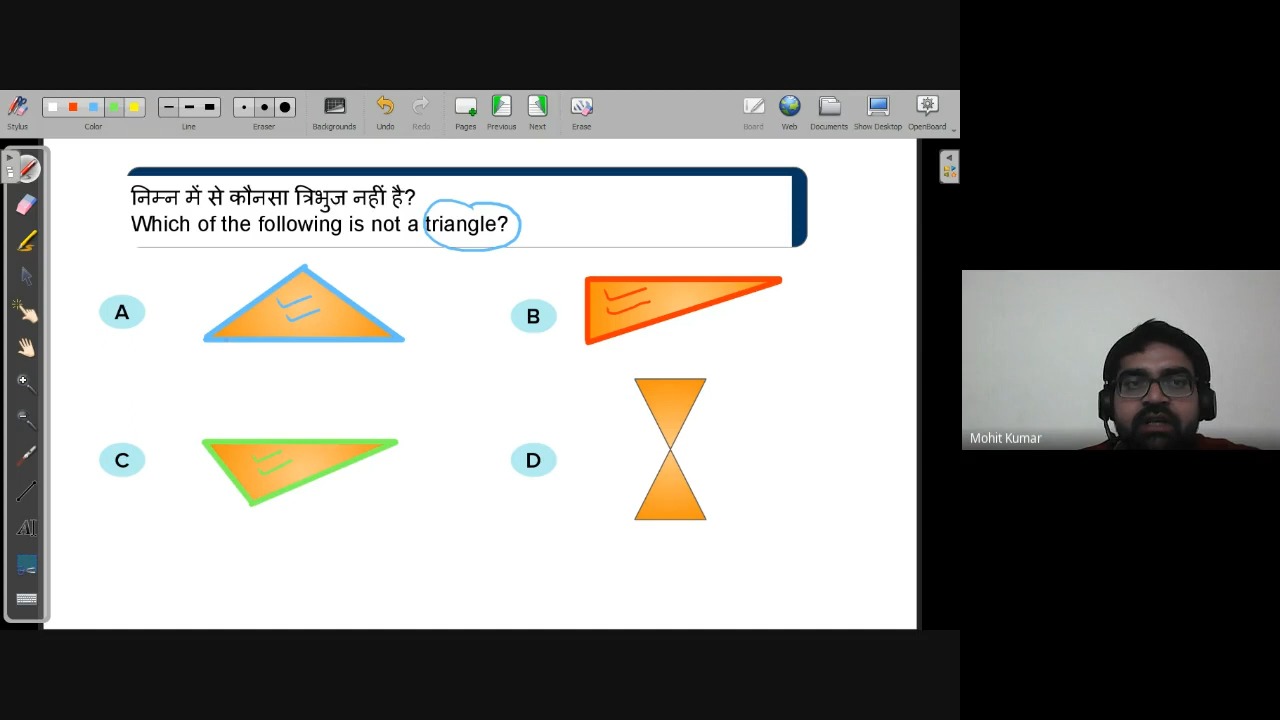 Stylus
Color
Line
Eraser
Backgrounds
Undo
Redo
Pages
Previous
Next
Erase
Board
Web
Documents
Show Desktop
OpenBoard
निम्न में से कौनसा त्रिभुज नहीं है?
Which of the following is not a triangle?
A
B
C
D
AI
Mohit Kumar